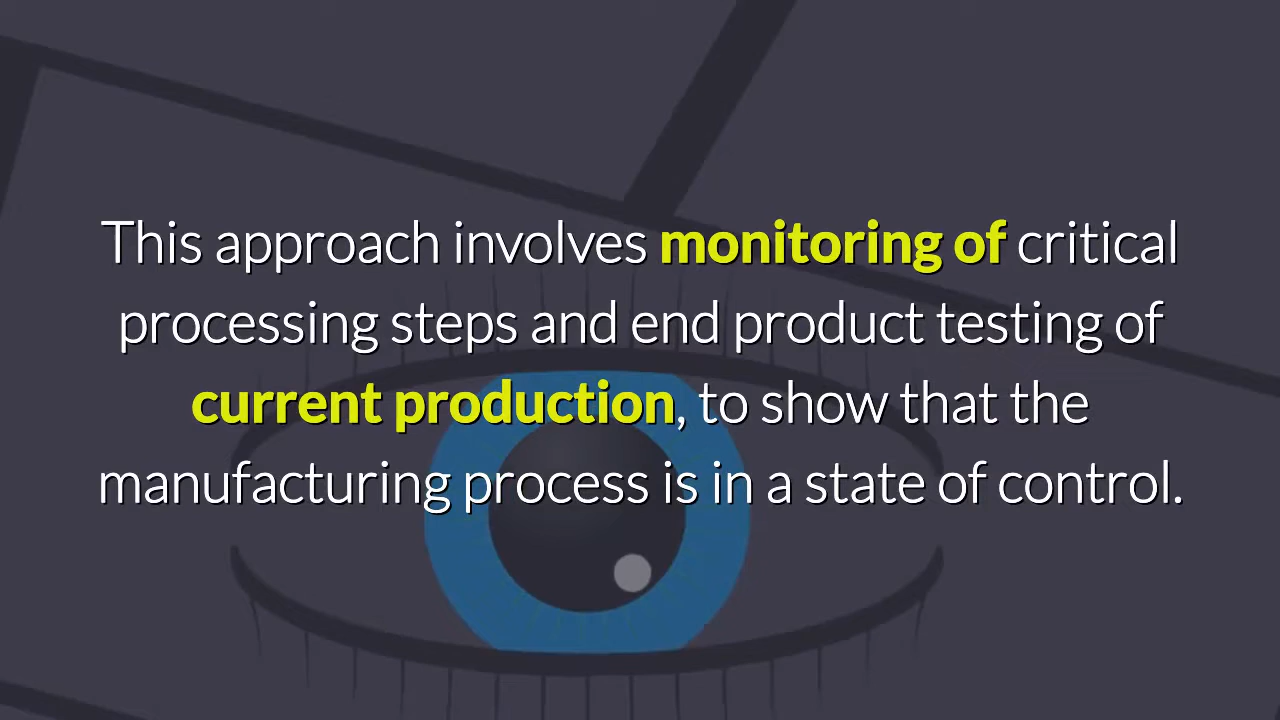 This approach involves monitoring of critical
processing steps and end product testing of
current production, to show that the
manufacturing process is in a state of control.